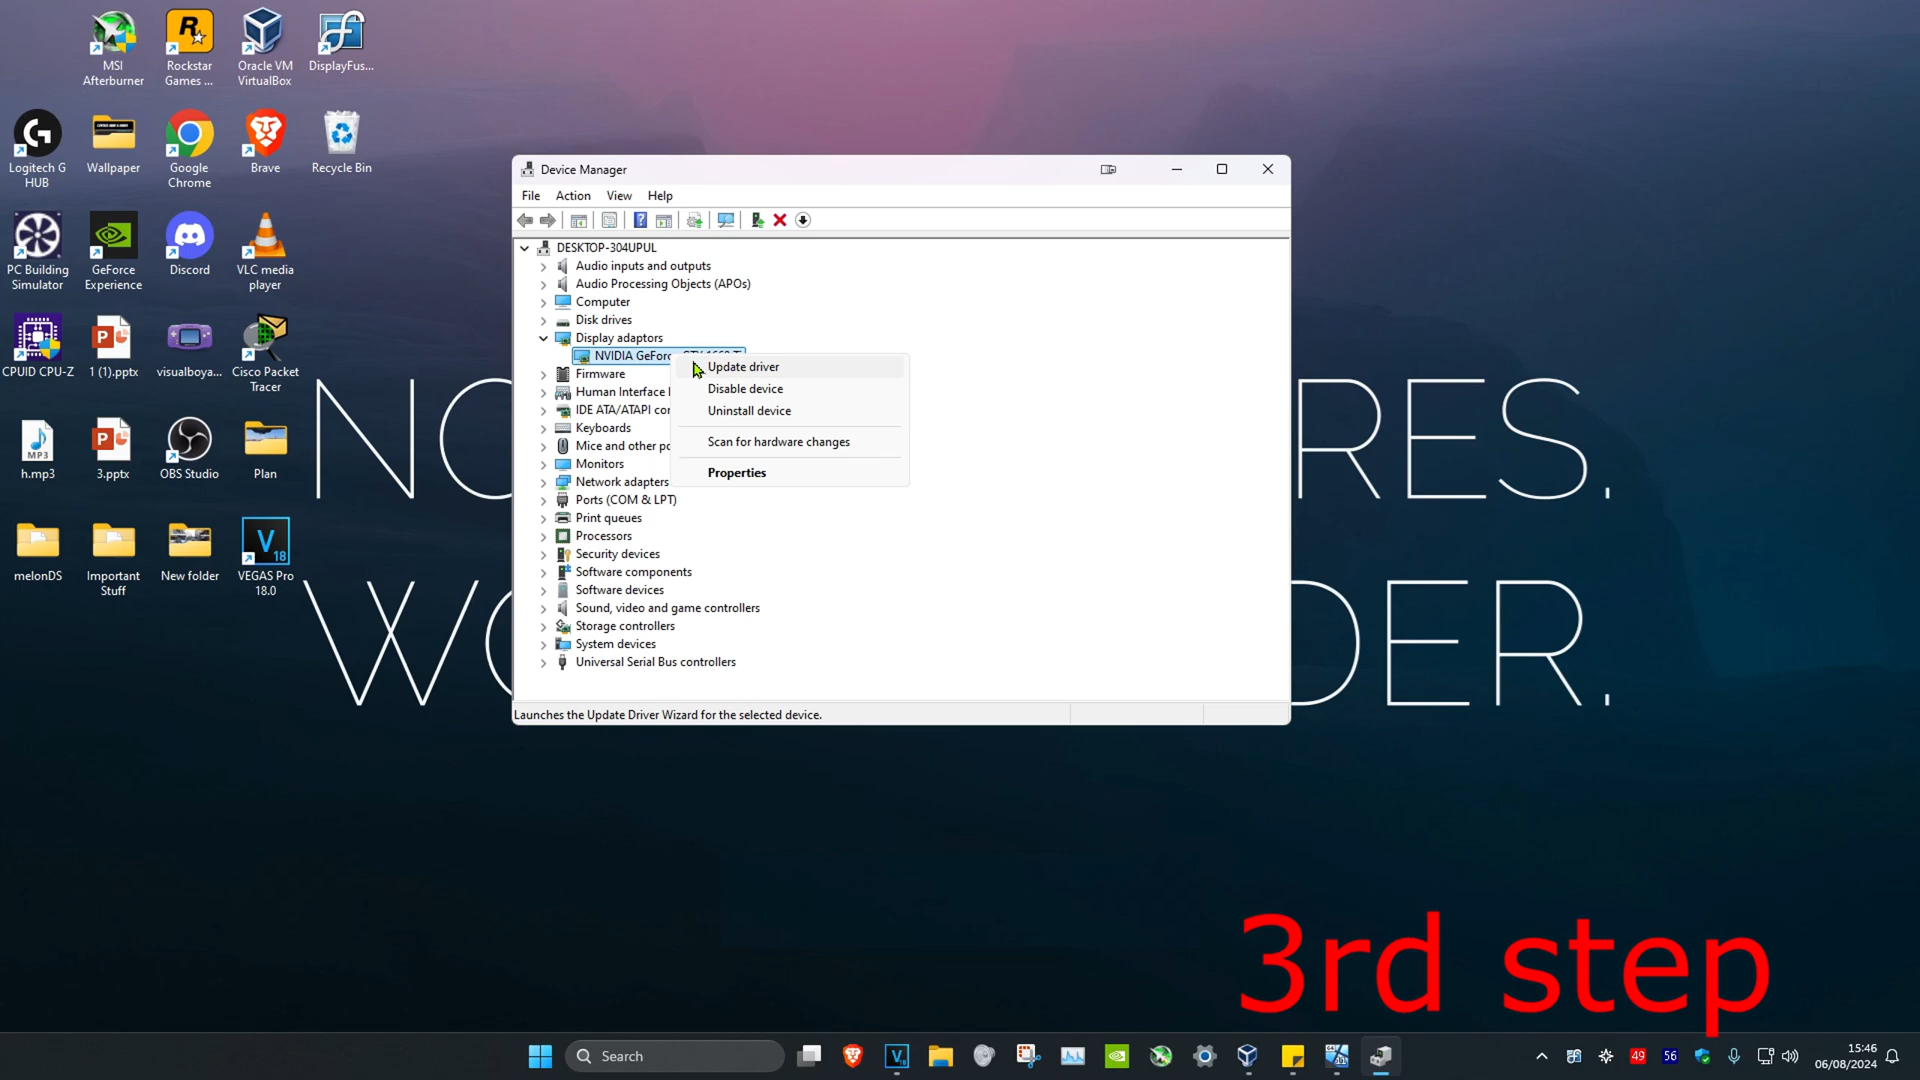 MSI Afterburner
Rockstar Games ...
Oracle VM VirtualBox
DisplayFus...
Logitech G HUB
Wallpaper
Google Chrome
Brave
Recycle Bin
PC Building Simulator
GeForce Experience
Discord
VLC media player
CPUID CPU-Z
1 (1).pptx
visualboya...
Cisco Packet Tracer
h.mp3
3.pptx
OBS Studio
Plan
melonDS
Important Stuff
New folder
VEGAS Pro 18.0
Device Manager
File Action View Help
DESKTOP-304UPUL
Audio inputs and outputs
Audio Processing Objects (APOs)
Computer
Disk drives
Display adaptors
NVIDIA GeForc
Firmware
Human Interface
IDE ATA/ATAPI cor
Keyboards
Mice and other po
Monitors
Network adapters
Ports (COM & LPT)
Print queues
Processors
Security devices
Software components
Software devices
Sound, video and game controllers
Storage controllers
System devices
Universal Serial Bus controllers
Update driver
Disable device
Uninstall device
Scan for hardware changes
Properties
Launches the Update Driver Wizard for the selected device.
RES.
DER.
3rd step
Search
49
56
15:46
06/08/2024